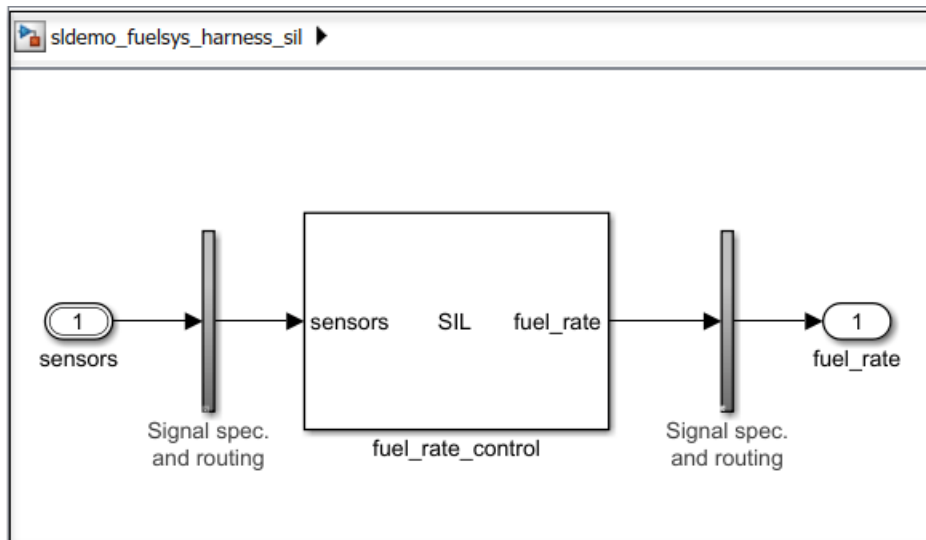 sldemo_fuelsys_harness_sil
1
sensors
Signal spec.
and routing
sensors SIL fuel_rate
fuel_rate_control
Signal spec.
and routing
1
fuel_rate